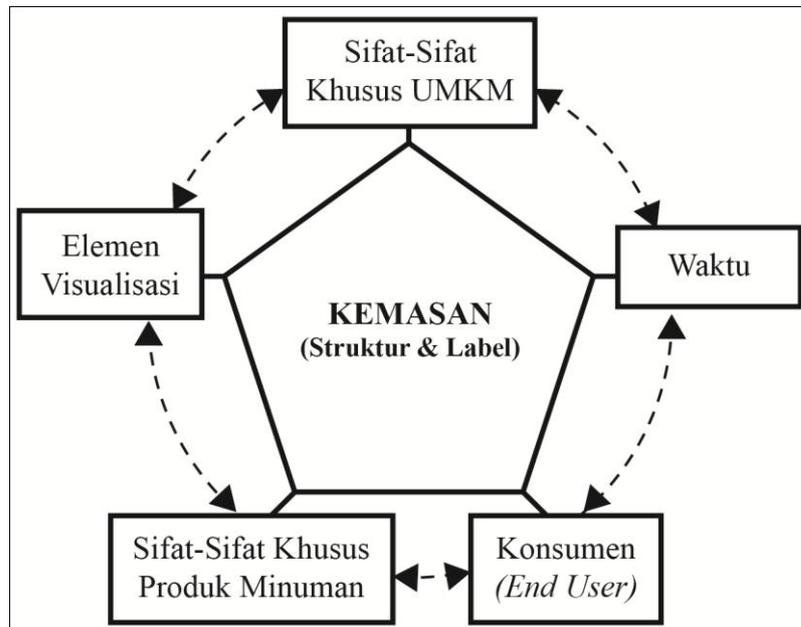 Sifat-Sifat
Khusus UMKM
Elemen
Visualisasi
Waktu
KEMASAN
(Struktur & Label)
Sifat-Sifat Khusus
Produk Minuman
Konsumen
(End User)